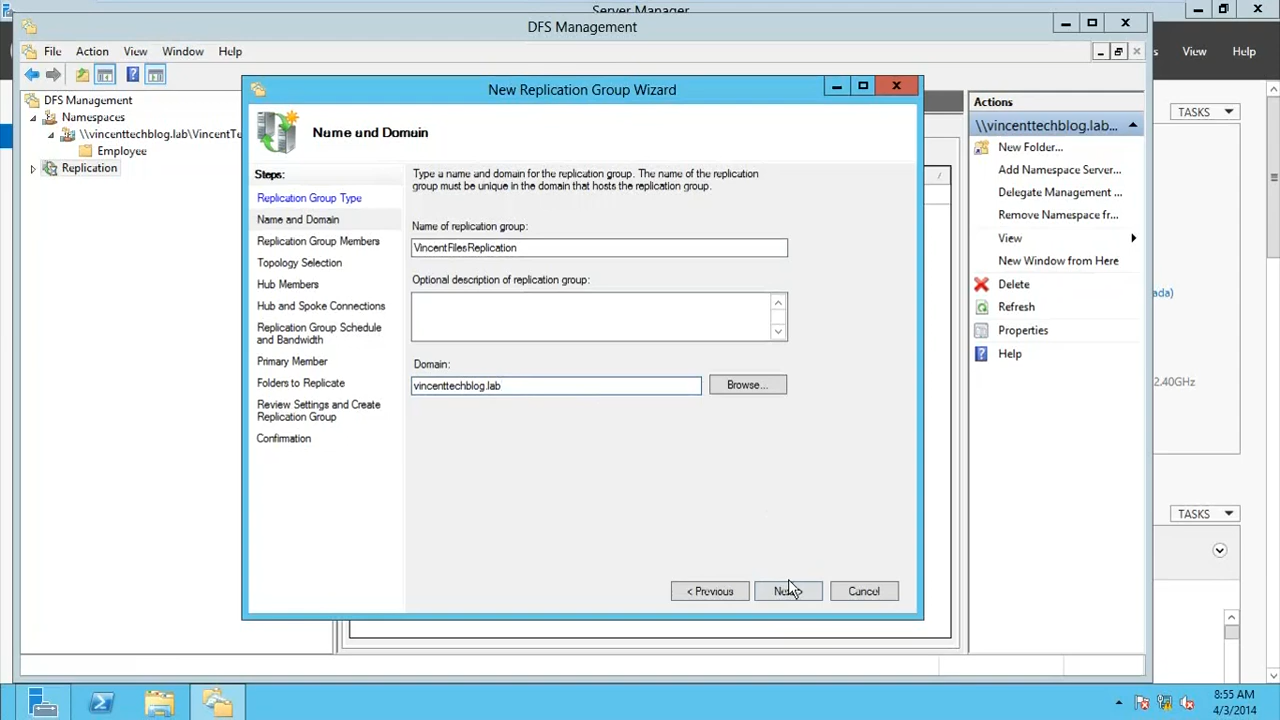 Server Manager
DFS Management
File Action View Window Help
View Help
DFS Management
Namespaces
\\vincenttechblog.lab\VincentTe
Employee
Replication
New Replication Group Wizard
Name and Domain
Steps:
Replication Group Type
Name and Domain
Replication Group Members
Topology Selection
Hub Members
Hub and Spoke Connections
Replication Group Schedule
and Bandwidth
Primary Member
Folders to Replicate
Review Settings and Create
Replication Group
Confirmation
Type a name and domain for the replication group. The name of the replication
group must be unique in the domain that hosts the replication group.
Name of replication group:
VincentFilesReplication
Optional description of replication group:
Domain:
vincenttechblog.lab
Browse...
< Previous
Cancel
Actions
\\vincenttechblog.lab...
New Folder...
Add Namespace Server...
Delegate Management ...
Remove Namespace fr...
View
New Window from Here
Delete
Refresh
Properties
Help
TASKS
ada)
2.40GHz
TASKS
8:55 AM
4/3/2014